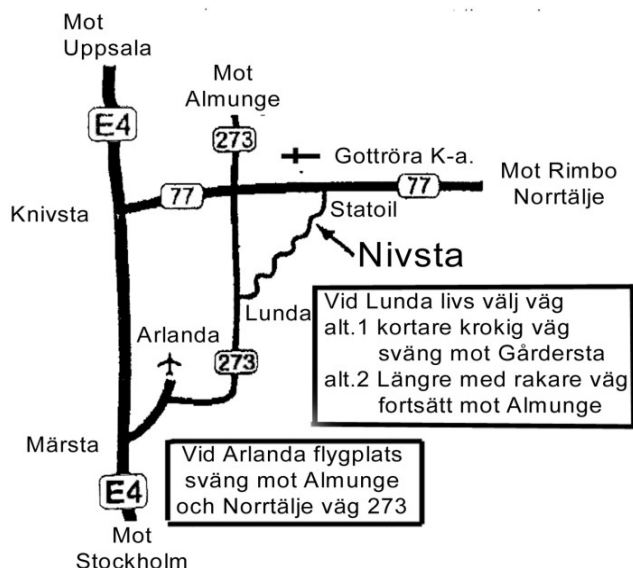 Mot
Uppsala
Mot
Almunge
E4
273
Gottröra K-a.
Mot Rimbo
Norrtälje
77
77
Knivsta
Statoil
Nivsta
Lunda
Arlanda
273
Vid Lunda livs välj väg
alt.1 kortare krokig väg
sväng mot Gårdersta
alt.2 Längre med rakare väg
fortsätt mot Almunge
Märsta
Vid Arlanda flygplats
sväng mot Almunge
och Norrtälje väg 273
E4
Mot
Stockholm